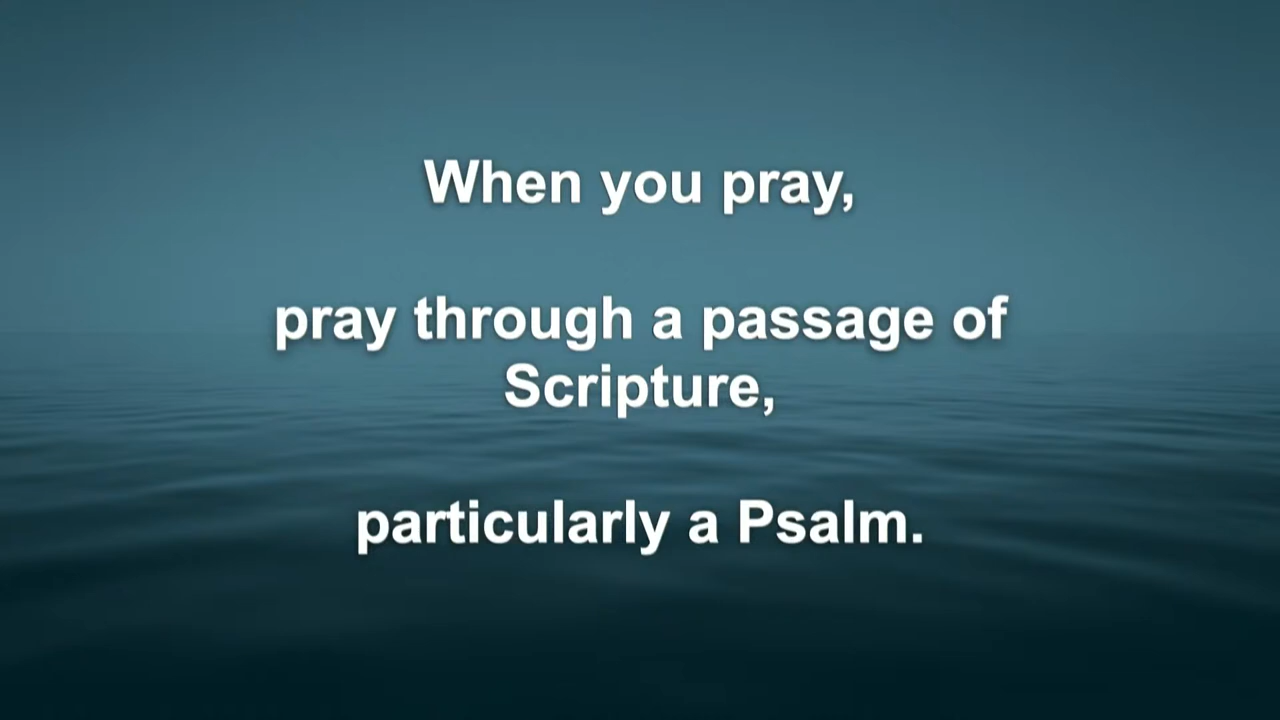 When you pray,
pray through a passage of
Scripture,
particularly a Psalm.